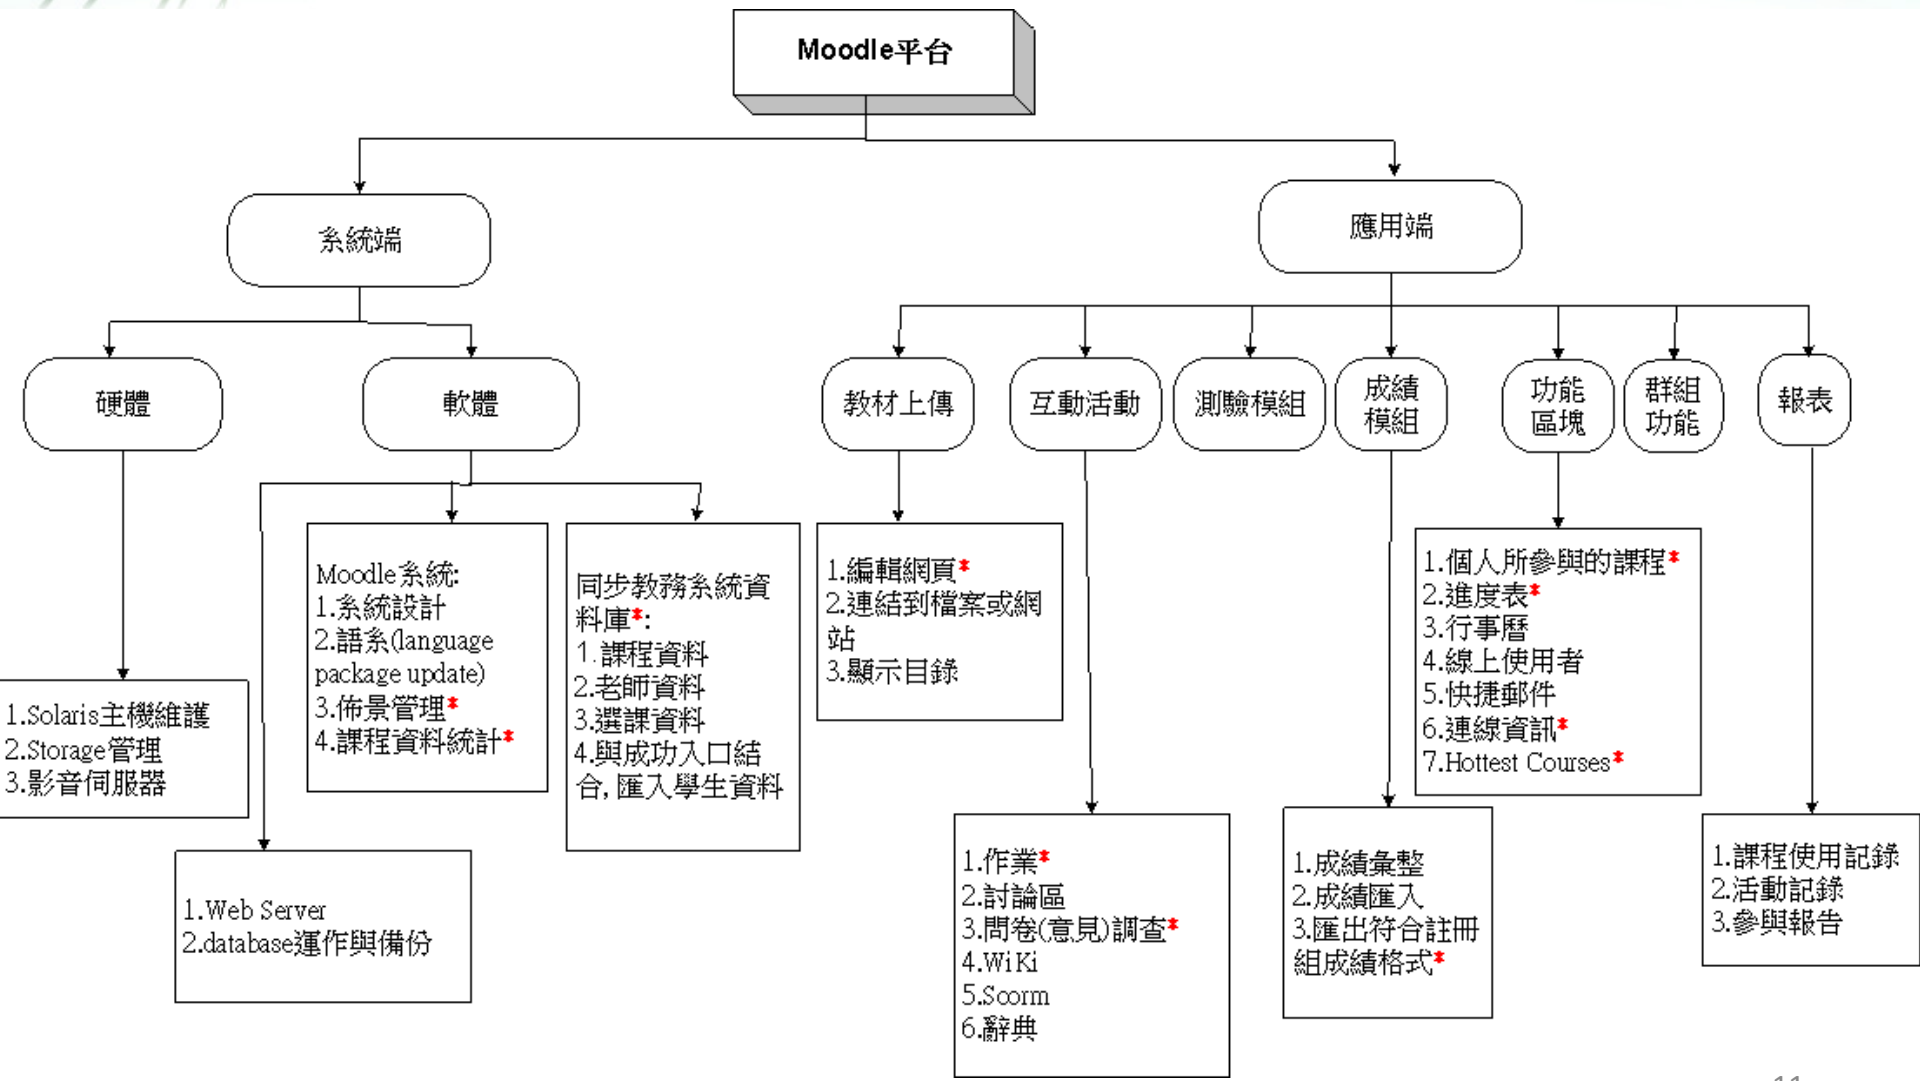 Moodle平台
系統端
應用端
硬體
軟體
教材上傳
互動活動
測驗模組
成績
模組
功能
區塊
群組
功能
報表
1.Solaris主機維護
2.Storage管理
3.影音伺服器
1.Web Server
2.database運作與備份
Moodle系統:
1.系統設計
2.語系(language
package update)
3.佈景管理*
4.課程資料統計*
同步教務系統資
料庫*:
1.課程資料
2.老師資料
3.選課資料
4.與成功入口結
合,匯入學生資料
1.編輯網頁*
2.連結到檔案或網
站
3.顯示目錄
1.作業*
2.討論區
3.問卷(意見)調查*
4.WiKi
5.Scorm
6.辭典
1.成績彙整
2.成績匯入
3.匯出符合註冊
組成績格式*
1.個人所參與的課程*
2.進度表*
3.行事曆
4.線上使用者
5.快捷郵件
6.連線資訊*
7.Hottest Courses*
1.課程使用記錄
2.活動記錄
3.參與報告
11